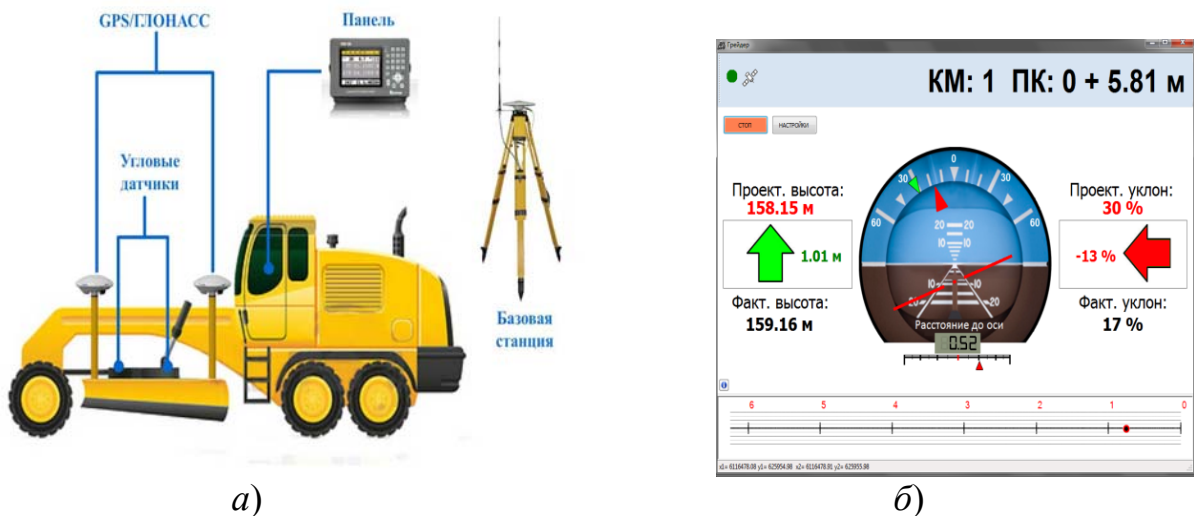 GPS/ГЛОНАСС
Панель
Угловые
датчики
Базовая
станция
а)
Грейдер
КМ: 1 ПК: 0 + 5.81 м
СТОП
НАСТРОЙКИ
Проект. высота:
158.15 м
1.01 м
Факт. высота:
159.16 м
60
30
0
30
60
20
20
10
10
10
10
20
20
Расстояние до оси
0.52
Проект. уклон:
30 %
-13 %
Факт. уклон:
17 %
6 5 4 3 2 1 0
б)